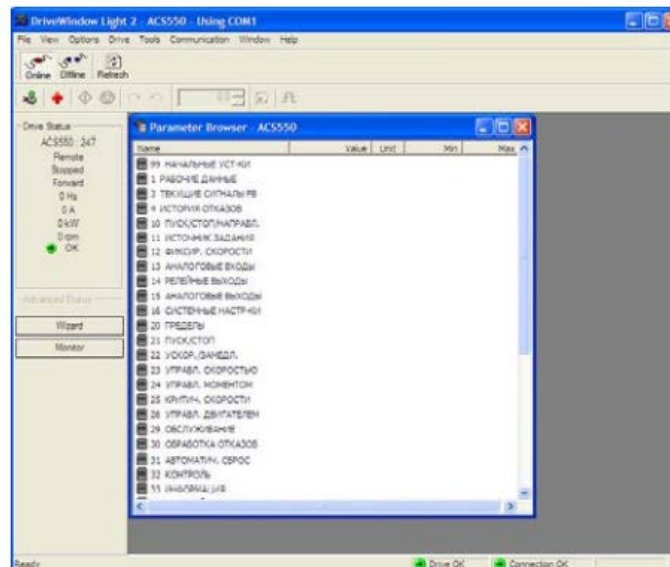 DriveWindow Light 2 - ACS550 - Using COM1
File View Options Drive Tools Communication Window Help
Online Offline Refresh
Drive Status
ACS550 : 247
Remote
Stopped
Forward
0 Hz
0 A
0 kW
0 rpm
OK
Advanced Status
Wizard
Monitor
Parameter Browser - ACS550
Name Value Unit Min Max
99 НАЧАЛЬНЫЕ УСТ-КИ
1 РАБОЧИЕ ДАННЫЕ
3 ТЕКУЩИЕ СИГНАЛЫ FB
4 ИСТОРИЯ ОТКАЗОВ
10 ПУСК/СТОП/НАПРАВЛ.
11 ИСТОЧНИК ЗАДАНИЯ
12 ФИКСИР. СКОРОСТИ
13 АНАЛОГОВЫЕ ВХОДЫ
14 РЕЛЕЙНЫЕ ВЫХОДЫ
15 АНАЛОГОВЫЕ ВЫХОДЫ
16 СИСТЕМНЫЕ НАСТР-КИ
20 ПРЕДЕЛЫ
21 ПУСК/СТОП
22 УСКОР./ЗАМЕДЛ.
23 УПРАВЛ. СКОРОСТЬЮ
24 УПРАВЛ. МОМЕНТОМ
25 КРИТИЧ. СКОРОСТИ
26 УПРАВЛ. ДВИГАТЕЛЕМ
29 ОБСЛУЖИВАНИЕ
30 ОБРАБОТКА ОТКАЗОВ
31 АВТОМАТИЧ. СБРОС
32 КОНТРОЛЬ
33 ИНФОРМАЦИЯ
Ready Drive OK Connection OK